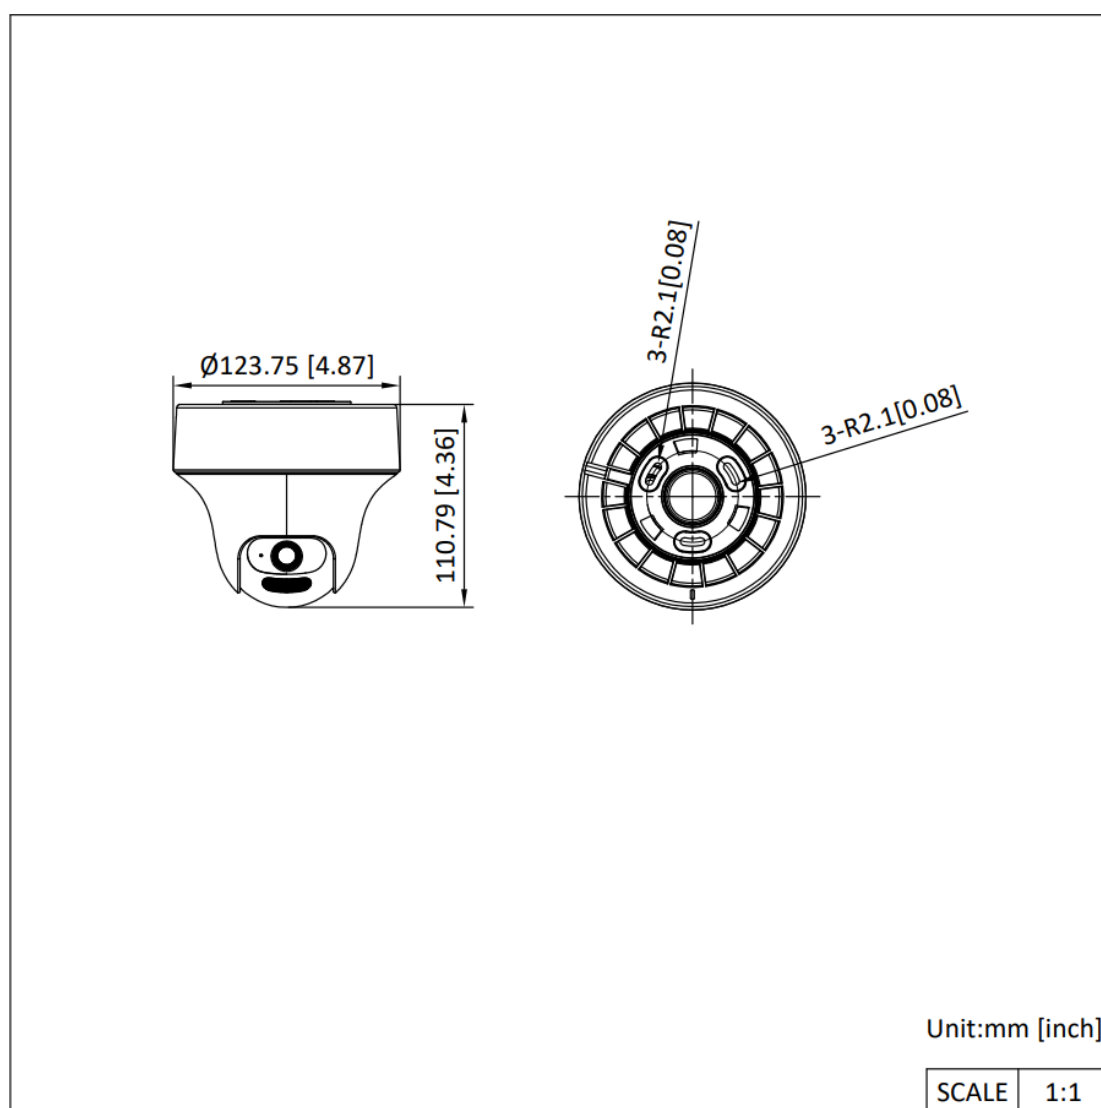 3-R2.1[0.08]
Ø123.75 [4.87]
3-R2.1[0.08]
110.79 [4.36]
Unit:mm [inch]
SCALE 1:1